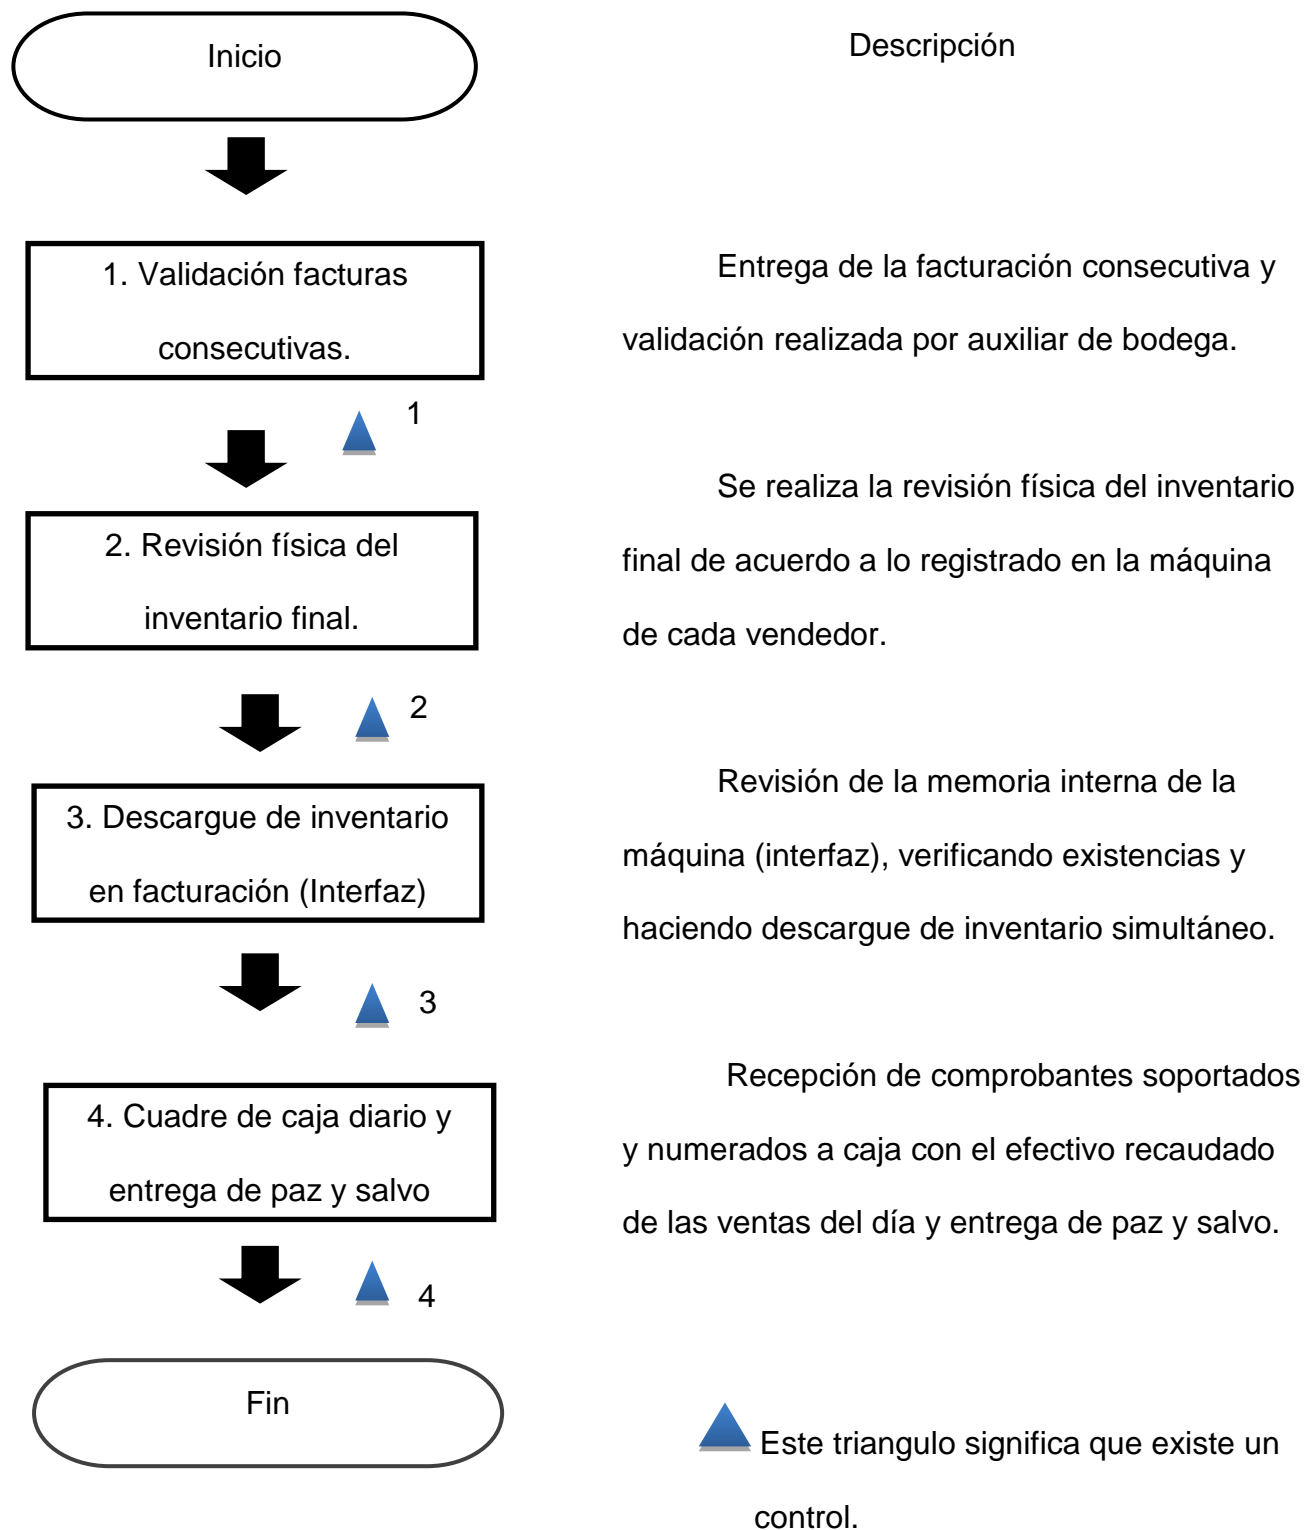 Inicio
Descripción
1. Validación facturas
consecutivas.
Entrega de la facturación consecutiva y
validación realizada por auxiliar de bodega.
1
2. Revisión física del
inventario final.
Se realiza la revisión física del inventario
final de acuerdo a lo registrado en la máquina
de cada vendedor.
2
3. Descargue de inventario
en facturación (Interfaz)
Revisión de la memoria interna de la
máquina (interfaz), verificando existencias y
haciendo descargue de inventario simultáneo.
3
4. Cuadre de caja diario y
entrega de paz y salvo
Recepción de comprobantes soportados
y numerados a caja con el efectivo recaudado
de las ventas del día y entrega de paz y salvo.
4
Fin
Este triangulo significa que existe un
control.